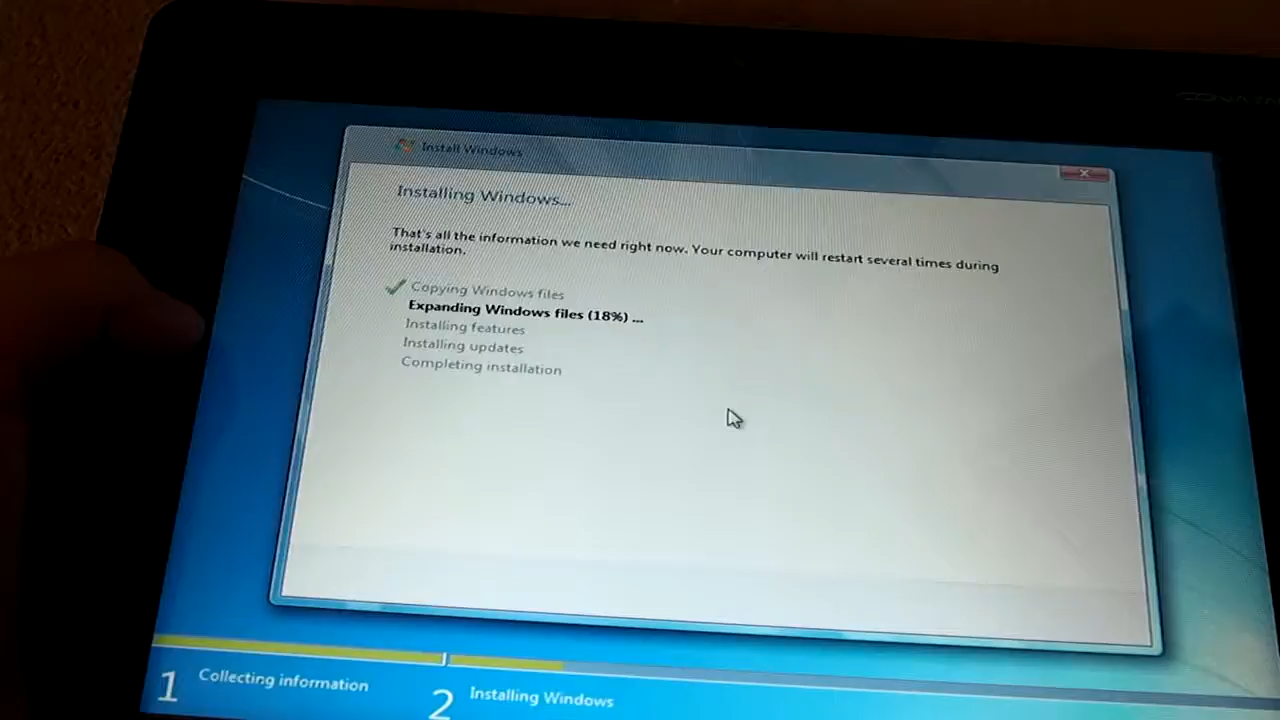 Install Windows
Installing Windows...
That's all the information we need right now. Your computer will restart several times during
installation.
Copying Windows files
Expanding Windows files (18%) ...
Installing features
Installing updates
Completing installation
1 Collecting information
2 Installing Windows